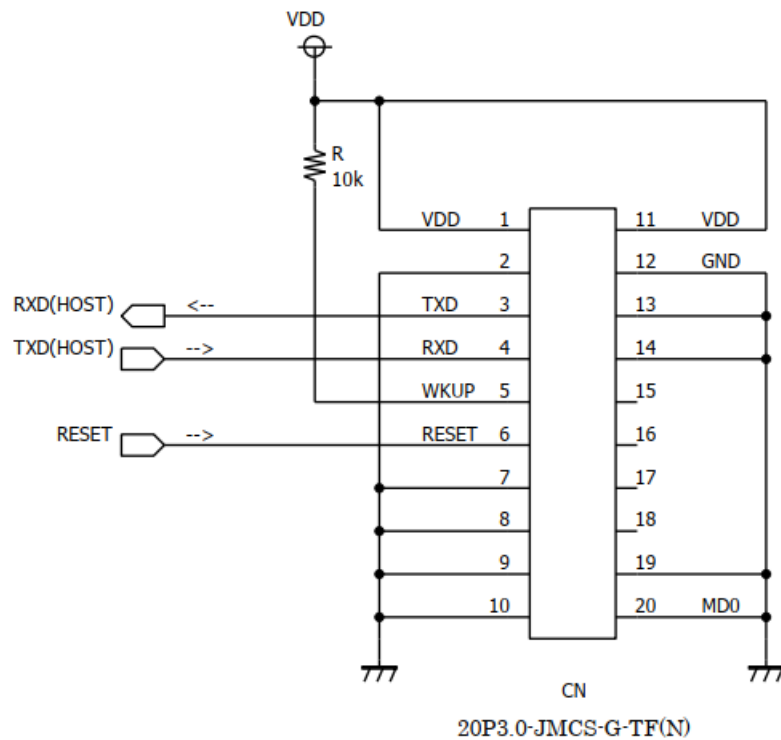 VDD
R
10k
VDD 1 11 VDD
2 12 GND
RXD(HOST) <-- TXD 3 13
TXD(HOST) --> RXD 4 14
WKUP 5 15
RESET --> RESET 6 16
7 17
8 18
9 19
10 20 MD0
CN
20P3.0-JMCS-G-TF(N)